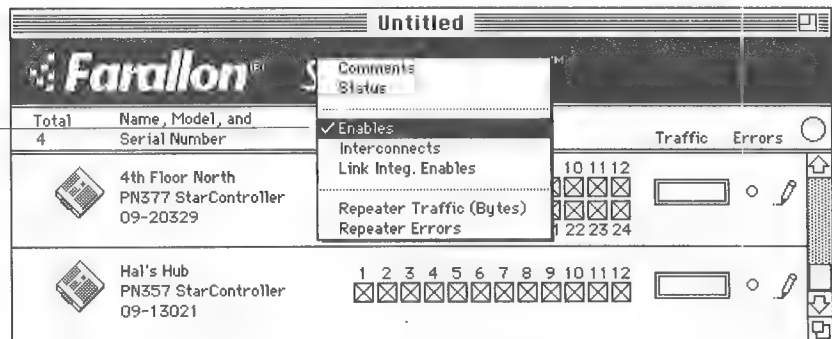 Untitled
Farallon® S ™
Comments
Status
Total
4
Name, Model, and
Serial Number
✓ Enables
Interconnects
Link Integ. Enables
Repeater Traffic (Bytes)
Repeater Errors
Traffic Errors
4th Floor North
PN377 StarController
09-20329
10 11 12
22 23 24
Hal's Hub
PN357 StarController
09-13021
1 2 3 4 5 6 7 8 9 10 11 12